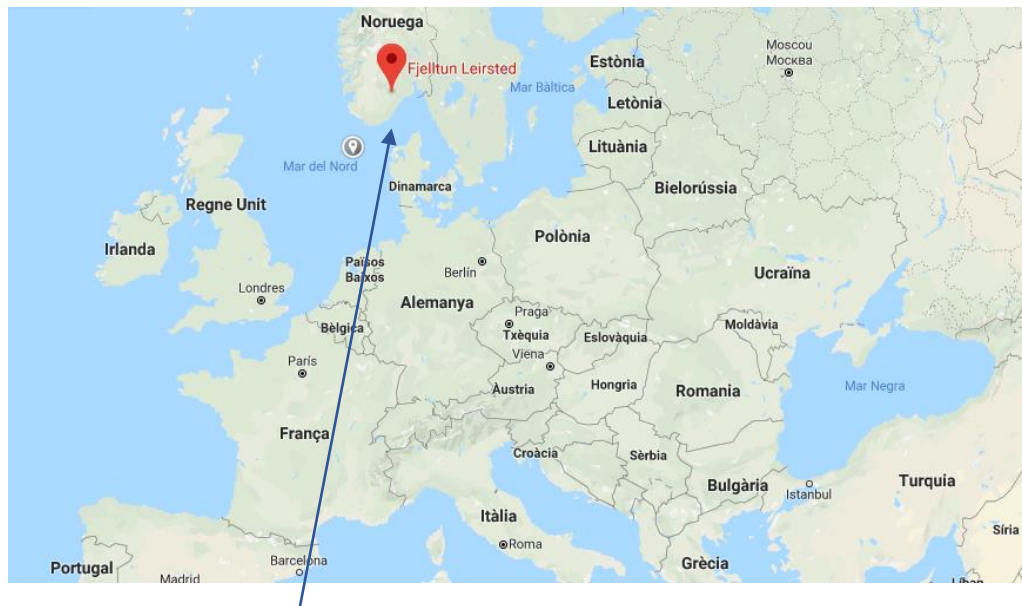 Noruega
Moscou
Москва
Fjelltun Leirsted
Estònia
Mar Bàltica
Letònia
Lituània
Mar del Nord
Dinamarca
Bielorússia
Regne Unit
Irlanda
Polònia
Països
Baixos
Berlín
Ucraïna
Londres
Alemanya
Praga
Bèlgica
Txèquia
Eslovàquia
Moldàvia
Viena
París
Àustria
Hongria
Romania
Mar Negra
França
Croàcia
Sèrbia
Bulgària
Turquia
Istanbul
Itàlia
Roma
Síria
Barcelona
Grècia
Portugal
Madrid